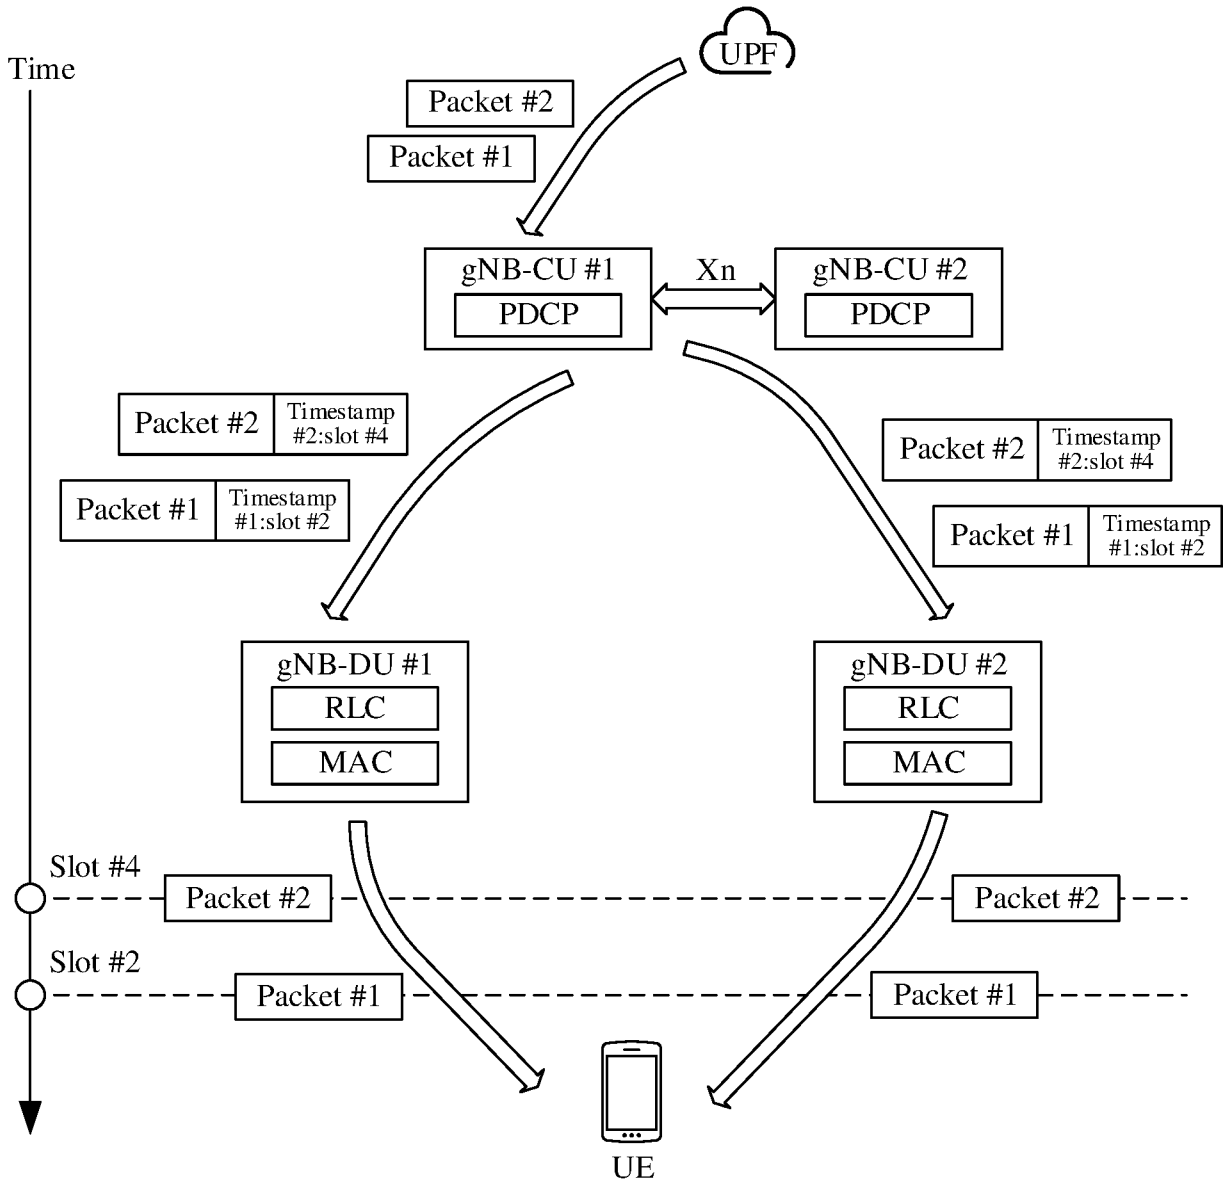 UPF
Time
Packet #2
Packet #1
gNB-CU #1
PDCP
Xn
gNB-CU #2
PDCP
Packet #2
Timestamp
#2:slot #4
Packet #1
Timestamp
#1:slot #2
Packet #2
Timestamp
#2:slot #4
Packet #1
Timestamp
#1:slot #2
gNB-DU #1
RLC
MAC
gNB-DU #2
RLC
MAC
Slot #4
Packet #2
Packet #2
Slot #2
Packet #1
Packet #1
UE